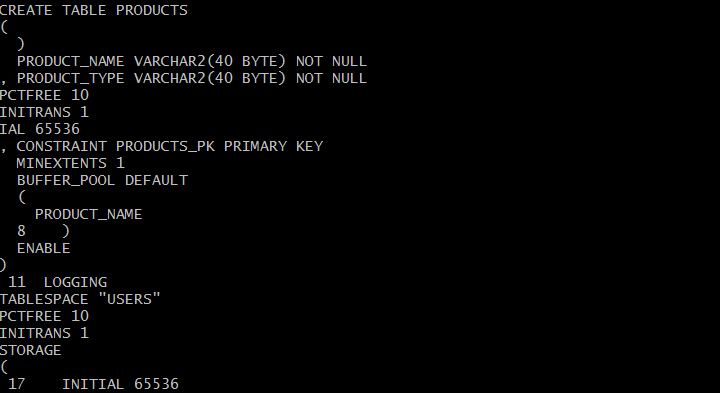 CREATE TABLE PRODUCTS
(
  )
  PRODUCT_NAME VARCHAR2(40 BYTE) NOT NULL
, PRODUCT_TYPE VARCHAR2(40 BYTE) NOT NULL
PCTFREE 10
INITRANS 1
IAL 65536
, CONSTRAINT PRODUCTS_PK PRIMARY KEY
  MINEXTENTS 1
  BUFFER_POOL DEFAULT
  (
    PRODUCT_NAME
  8    )
  ENABLE
)
 11  LOGGING
TABLESPACE "USERS"
PCTFREE 10
INITRANS 1
STORAGE
(
 17    INITIAL 65536